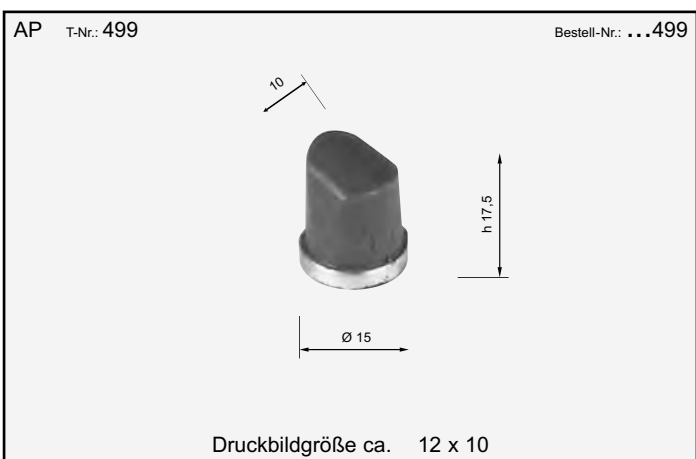 AP T-Nr.: 499 Bestell-Nr.: ...499
10
h 17,5
Ø 15
Druckbildgröße ca. 12 x 10